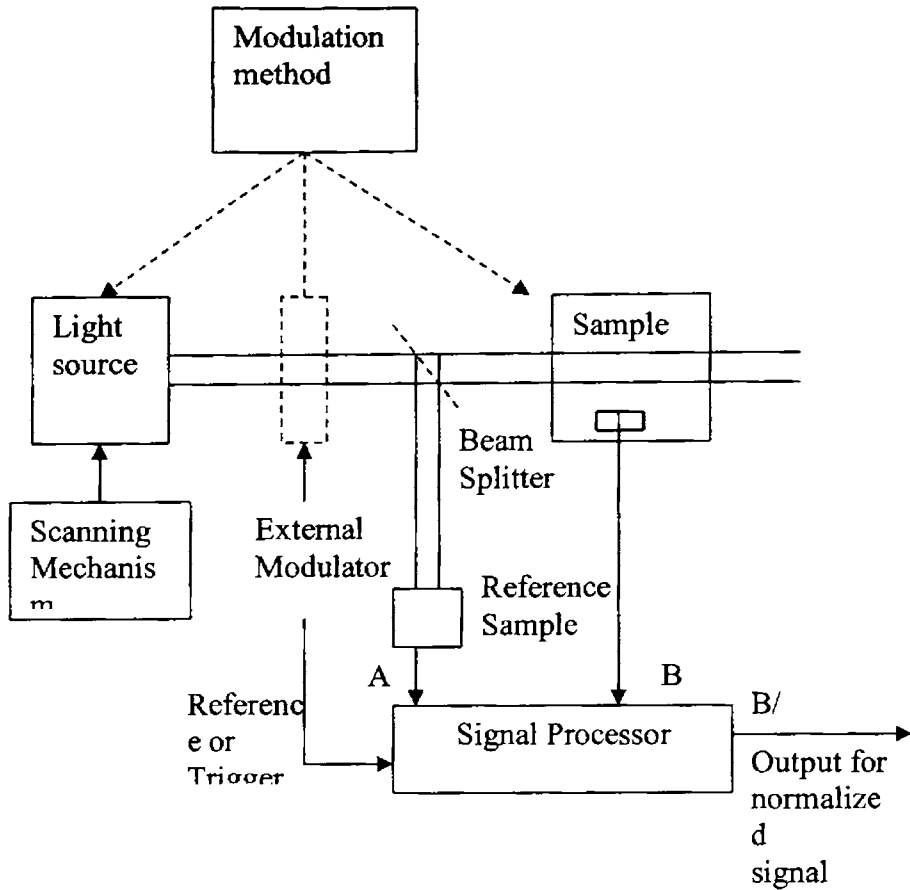 Modulation
method
Light
source
Sample
Beam
Splitter
Scanning
Mechanis
m
External
Modulator
Reference
Sample
A
B
B/
Referenc
e or
Trigger
Signal Processor
Output for
normalize
d
signal